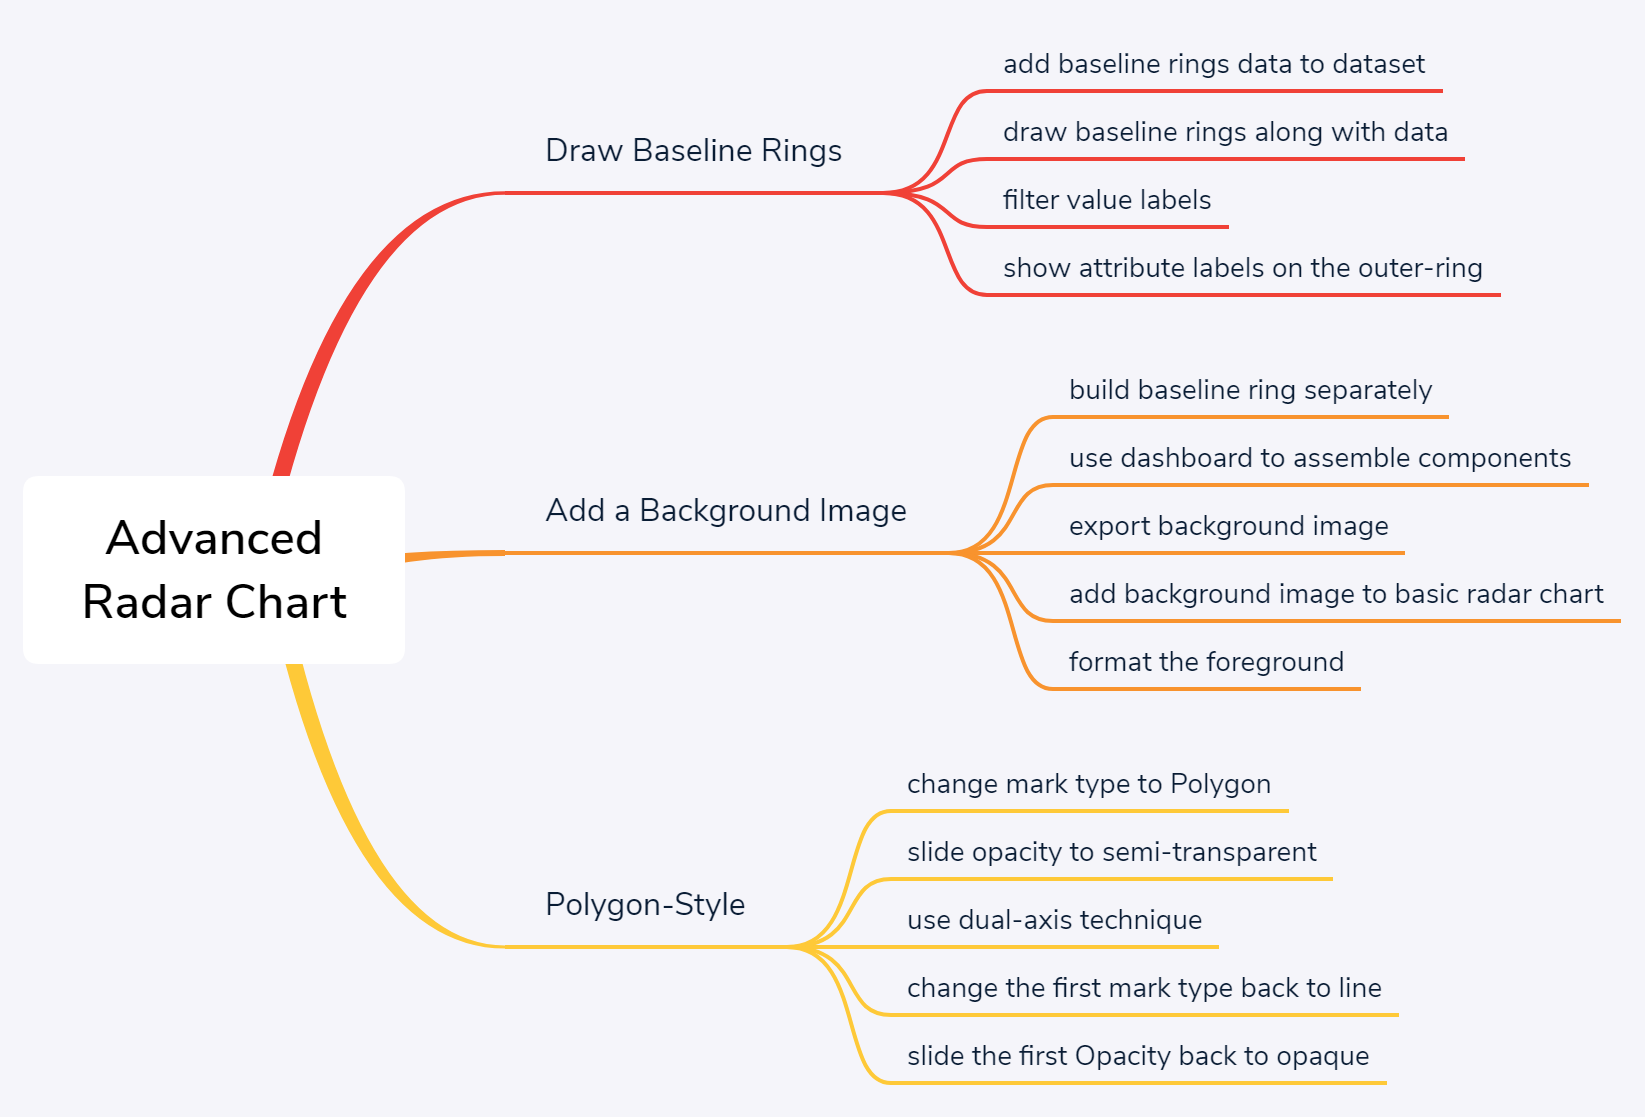 Advanced
Radar Chart
Draw Baseline Rings
add baseline rings data to dataset
draw baseline rings along with data
filter value labels
show attribute labels on the outer-ring
Add a Background Image
build baseline ring separately
use dashboard to assemble components
export background image
add background image to basic radar chart
format the foreground
Polygon-Style
change mark type to Polygon
slide opacity to semi-transparent
use dual-axis technique
change the first mark type back to line
slide the first Opacity back to opaque